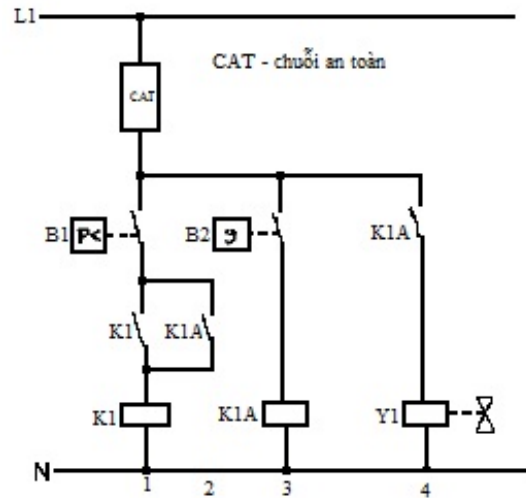 L1
CAT - chuỗi an toàn
CAT
B1 P< B2 ϑ K1A
K1 K1A
K1 K1A Y1
N
1 2 3 4